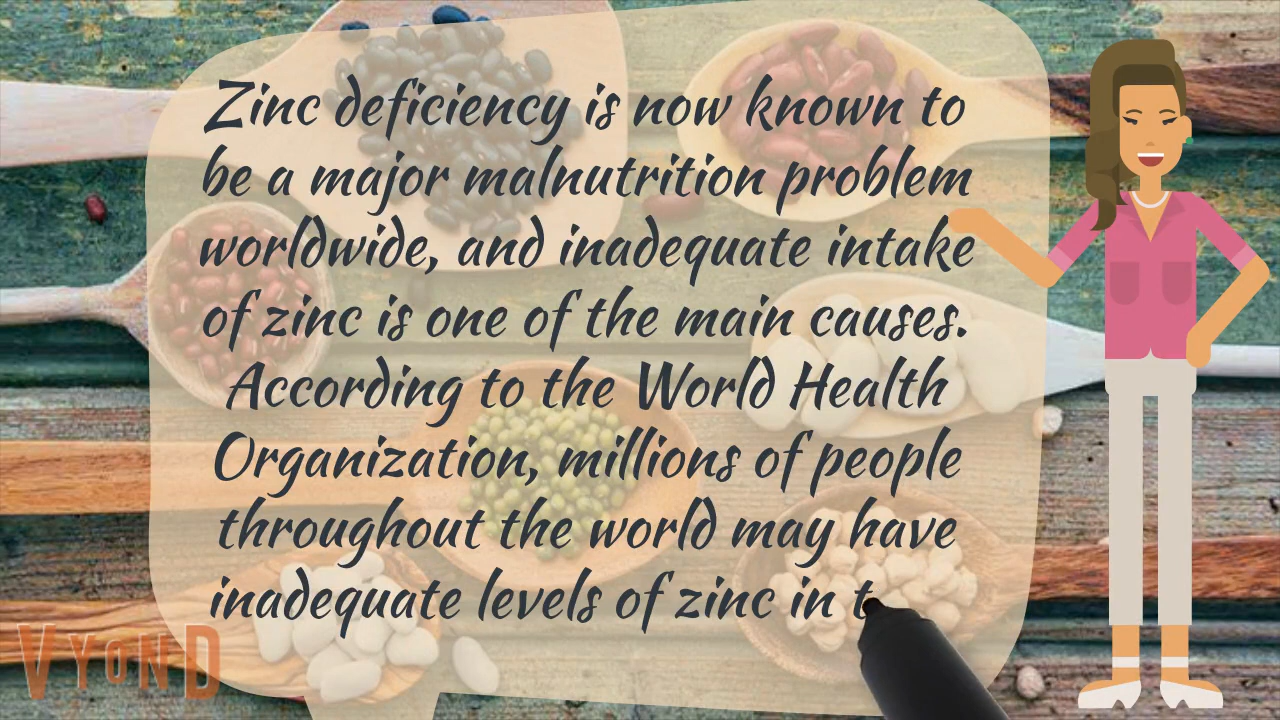 Zinc deficiency is now known to
be a major malnutrition problem
worldwide, and inadequate intake
of zinc is one of the main causes.
According to the World Health
Organization, millions of people
throughout the world may have
inadequate levels of zinc in t
VYOND